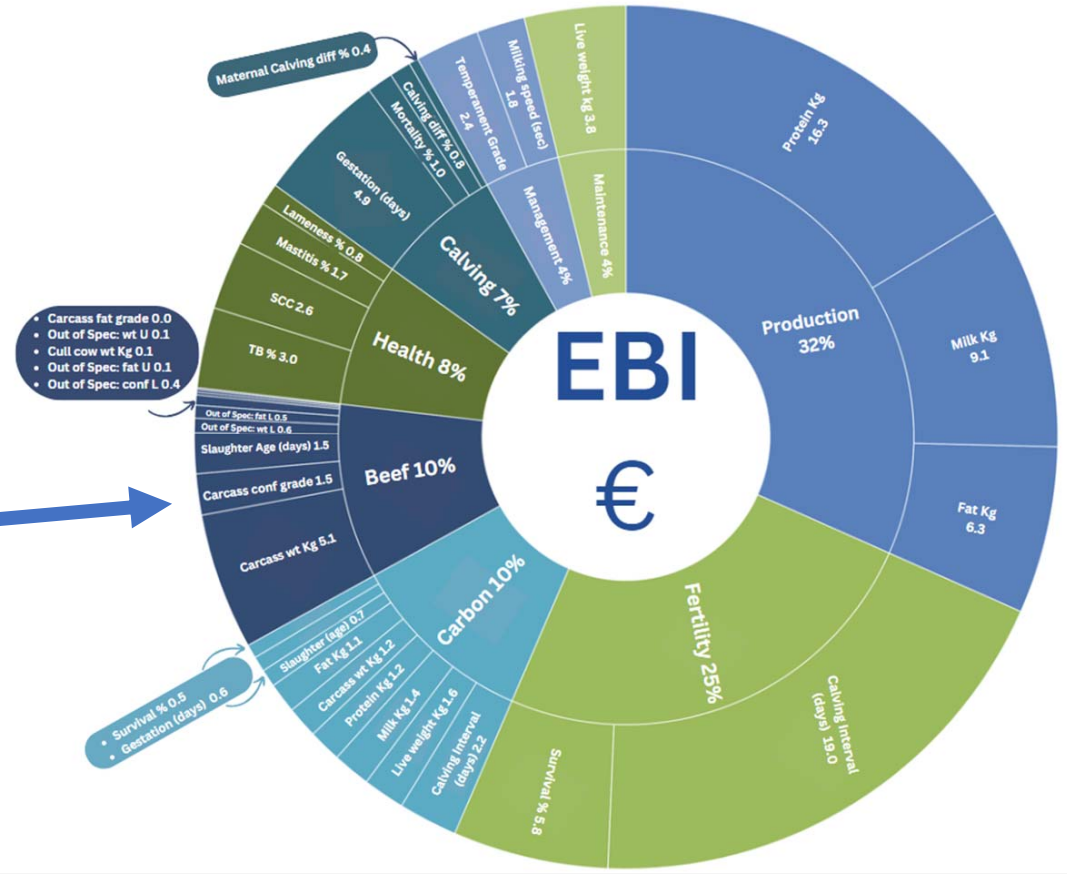 EBI
€
Production
32%
Protein Kg
16.3
Milk Kg
9.1
Fat Kg
6.3
Fertility 25%
Calving Interval
(days) 19.0
Survival % 5.8
Carbon 10%
Calving Interval
(days) 2.2
Live weight Kg 1.6
Milk Kg 1.4
Protein Kg 1.2
Carcass wt Kg 1.2
Fat Kg 1.1
Slaughter (age) 0.7
• Survival % 0.5
• Gestation (days) 0.6
Beef 10%
Carcass wt Kg 5.1
Carcass conf grade 1.5
Slaughter Age (days) 1.5
Out of Spec: wt L 0.6
Out of Spec: fat L 0.5
• Carcass fat grade 0.0
• Out of Spec: wt U 0.1
• Cull cow wt Kg 0.1
• Out of Spec: fat U 0.1
• Out of Spec: conf L 0.4
Health 8%
TB % 3.0
SCC 2.6
Mastitis % 1.7
Lameness % 0.8
Calving 7%
Gestation (days)
4.9
Mortality % 1.0
Calving diff % 0.8
Maternal Calving diff % 0.4
Management 4%
Temperament Grade
2.4
Milking speed (sec)
1.8
Maintenance 4%
Live weight kg 3.8